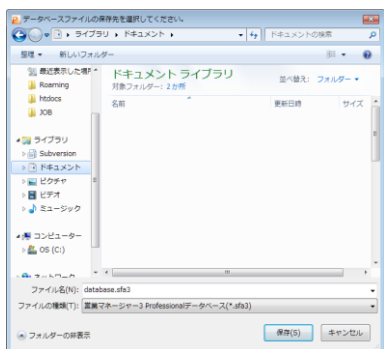 データベースファイルの保存先を選択してください。
ライブラリ ▸ ドキュメント ▸
ドキュメントの検索
整理 ▾ 新しいフォルダー
最近表示した場所
Roaming
htdocs
JOB
ライブラリ
Subversion
ドキュメント
ピクチャ
ビデオ
ミュージック
コンピューター
OS (C:)
ドキュメント ライブラリ
対象フォルダー: 2か所
並べ替え: フォルダー ▾
名前 更新日時 サイズ
ファイル名(N): database.sfa3
ファイルの種類(T): 営業マネージャー3 Professionalデータベース(*.sfa3)
フォルダーの非表示
保存(S) キャンセル